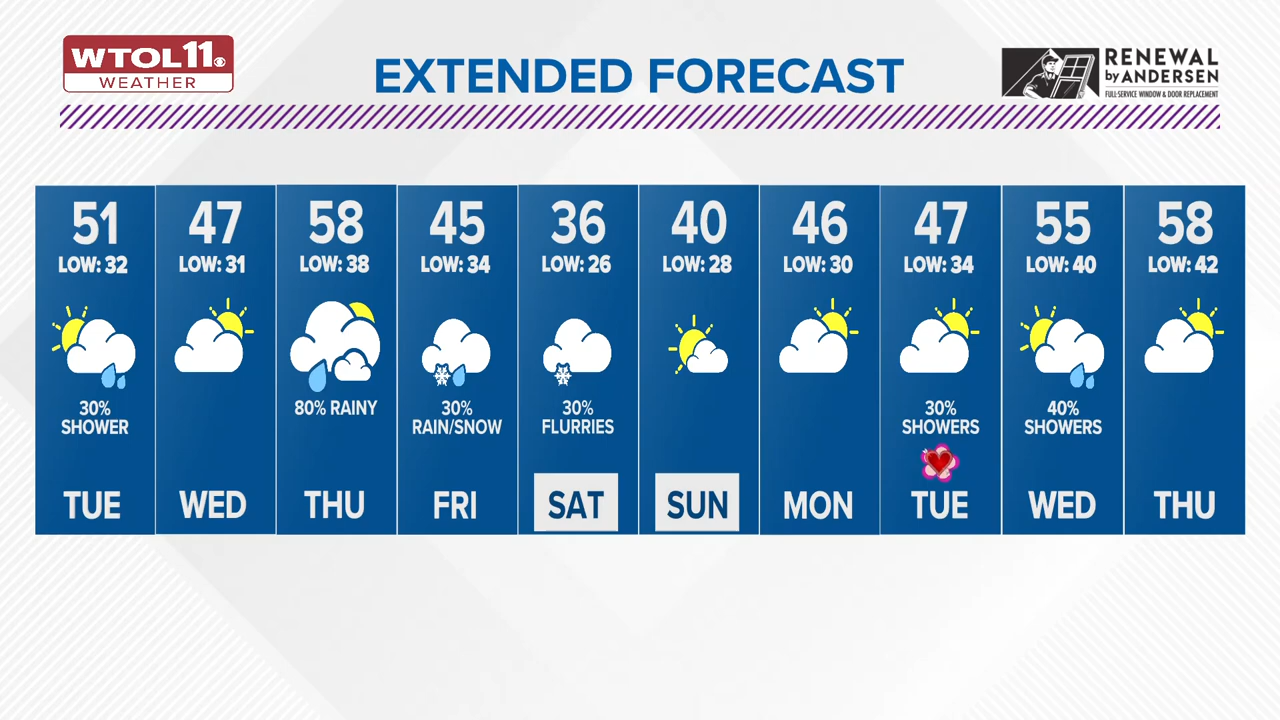 WTOL 11
WEATHER
EXTENDED FORECAST
RENEWAL
by ANDERSEN
FULL-SERVICE WINDOW & DOOR REPLACEMENT
51
LOW: 32
30%
SHOWER
TUE
47
LOW: 31
WED
58
LOW: 38
80% RAINY
THU
45
LOW: 34
30%
RAIN/SNOW
FRI
36
LOW: 26
30%
FLURRIES
SAT
40
LOW: 28
SUN
46
LOW: 30
MON
47
LOW: 34
30%
SHOWERS
TUE
55
LOW: 40
40%
SHOWERS
WED
58
LOW: 42
THU